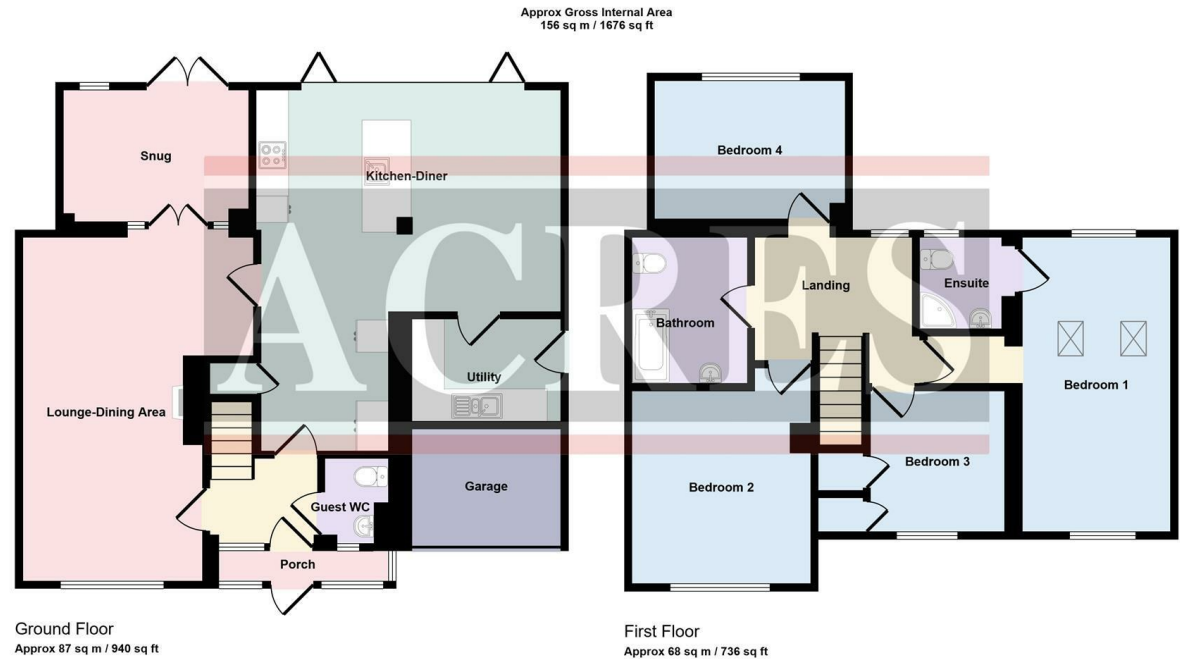 Approx Gross Internal Area
156 sq m / 1676 sq ft
Snug
Kitchen-Diner
Lounge-Dining Area
Utility
Garage
Guest WC
Porch
Bedroom 4
Landing
Ensuite
Bathroom
Bedroom 1
Bedroom 2
Bedroom 3
ACRES
Ground Floor
Approx 87 sq m / 940 sq ft
First Floor
Approx 68 sq m / 736 sq ft